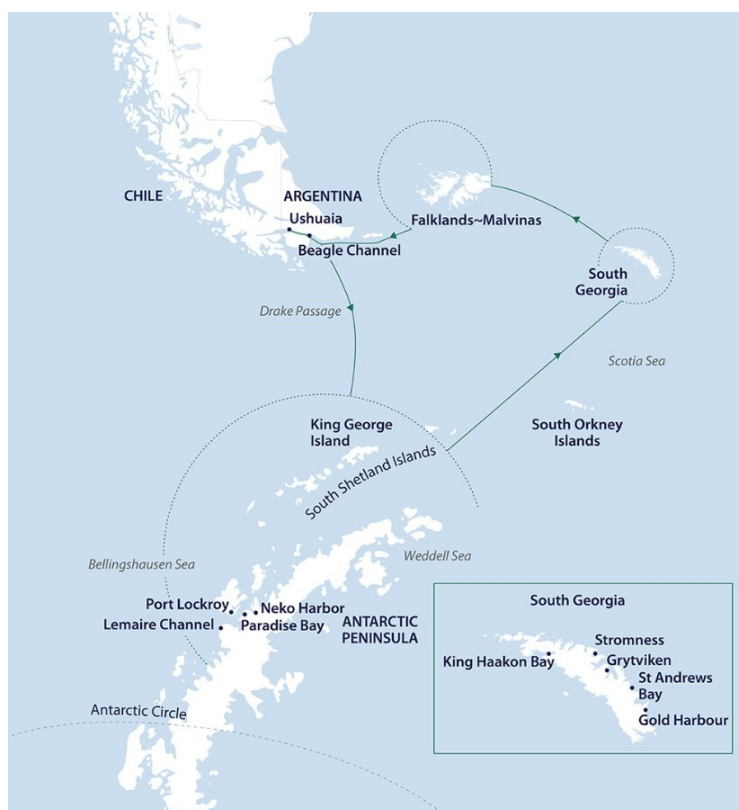 CHILE
ARGENTINA
Ushuaia
Beagle Channel
Falklands~Malvinas
South
Georgia
Drake Passage
Scotia Sea
King George
Island
South Orkney
Islands
South Shetland Islands
Bellingshausen Sea
Weddell Sea
Port Lockroy
Neko Harbor
Lemaire Channel
Paradise Bay
ANTARCTIC
PENINSULA
Antarctic Circle
South Georgia
Stromness
King Haakon Bay
Grytviken
St Andrews
Bay
Gold Harbour